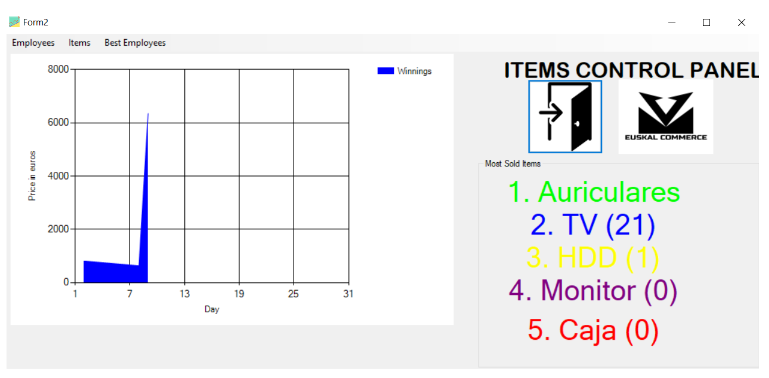 Form2
Employees Items Best Employees
8000
6000
4000
2000
0
Price in euros
1 7 13 19 25 31
Day
Winnings
ITEMS CONTROL PANEL
EUSKAL COMMERCE
Most Sold Items
1. Auriculares
2. TV (21)
3. HDD (1)
4. Monitor (0)
5. Caja (0)